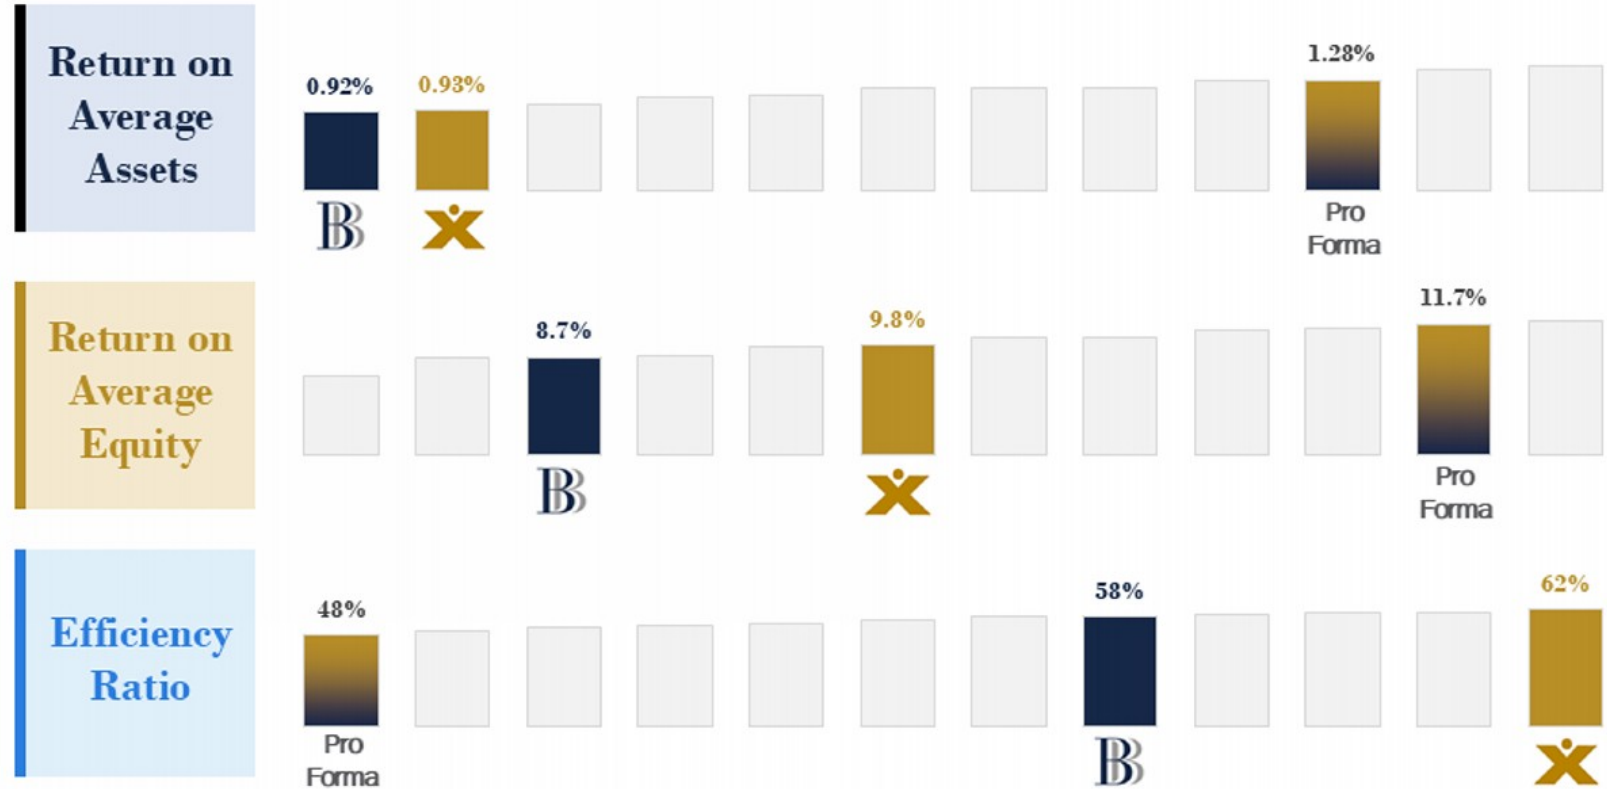 Return on
Average
Assets
0.92%
0.93%
1.28%
B
Pro
Forma
Return on
Average
Equity
8.7%
9.8%
11.7%
B
Pro
Forma
Efficiency
Ratio
48%
58%
62%
Pro
Forma
B